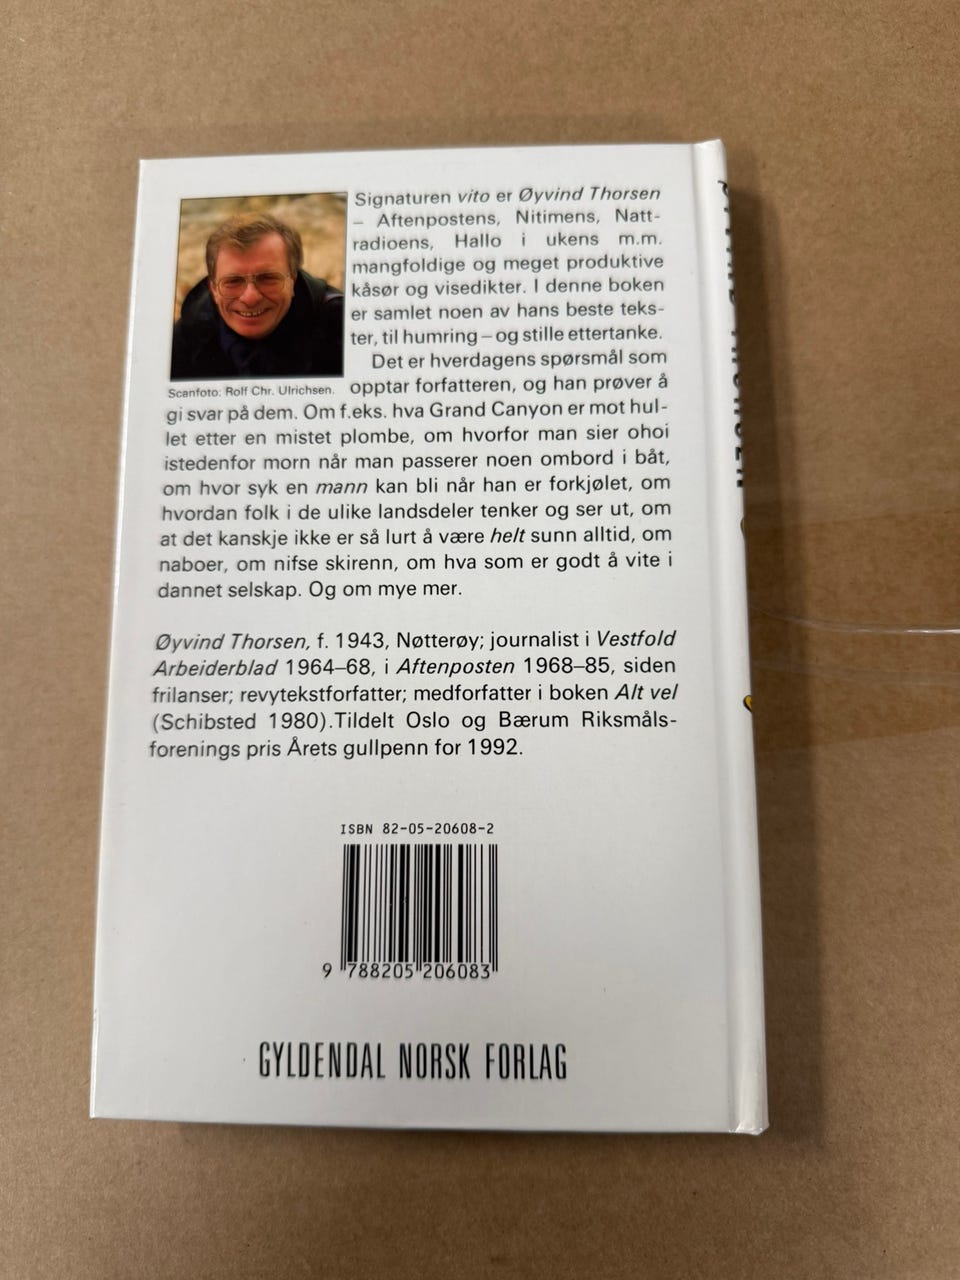 Signaturen vito er Øyvind Thorsen
– Aftenpostens, Nitimens, Natt-
radioens, Hallo i ukens m.m.
mangfoldige og meget produktive
kåsør og visedikter. I denne boken
er samlet noen av hans beste teks-
ter, til humring – og stille ettertanke.
Det er hverdagens spørsmål som
Scanfoto: Rolf Chr. Ulrichsen.
opptar forfatteren, og han prøver å
gi svar på dem. Om f.eks. hva Grand Canyon er mot hul-
let etter en mistet plombe, om hvorfor man sier ohoi
istedenfor morn når man passerer noen ombord i båt,
om hvor syk en mann kan bli når han er forkjølet, om
hvordan folk i de ulike landsdeler tenker og ser ut, om
at det kanskje ikke er så lurt å være helt sunn alltid, om
naboer, om nifse skirenn, om hva som er godt å vite i
dannet selskap. Og om mye mer.
Øyvind Thorsen, f. 1943, Nøtterøy; journalist i Vestfold
Arbeiderblad 1964–68, i Aftenposten 1968–85, siden
frilanser; revytekstforfatter; medforfatter i boken Alt vel
(Schibsted 1980).Tildelt Oslo og Bærum Riksmåls-
forenings pris Årets gullpenn for 1992.
ISBN 82-05-20608-2
9 788205 206083
GYLDENDAL NORSK FORLAG